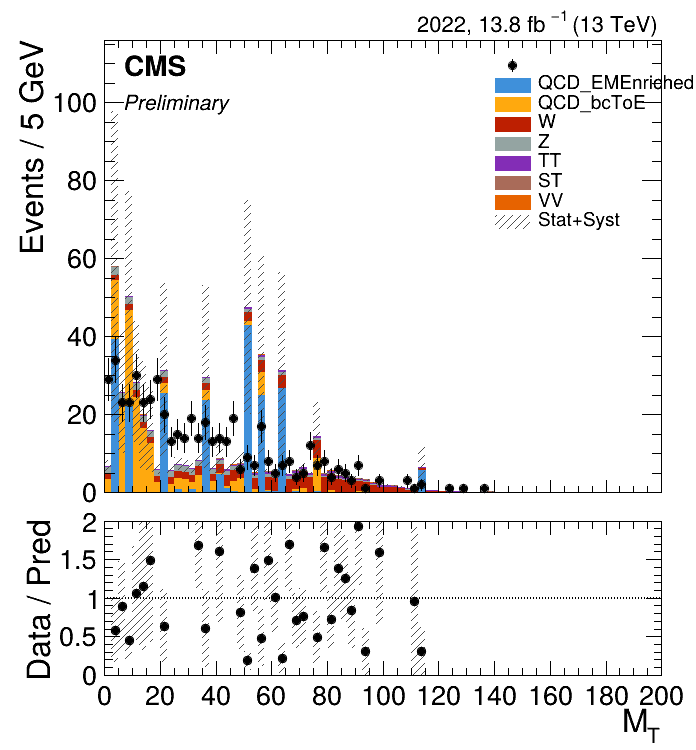 2022, 13.8 fb⁻¹ (13 TeV)
CMS
Preliminary
QCD_EMEnriched
QCD_bcToE
W
Z
TT
ST
VV
Stat+Syst
Events / 5 GeV
100
80
60
40
20
0
Data / Pred
2
1.5
1
0.5
0
0 20 40 60 80 100 120 140 160 180 200
M_T